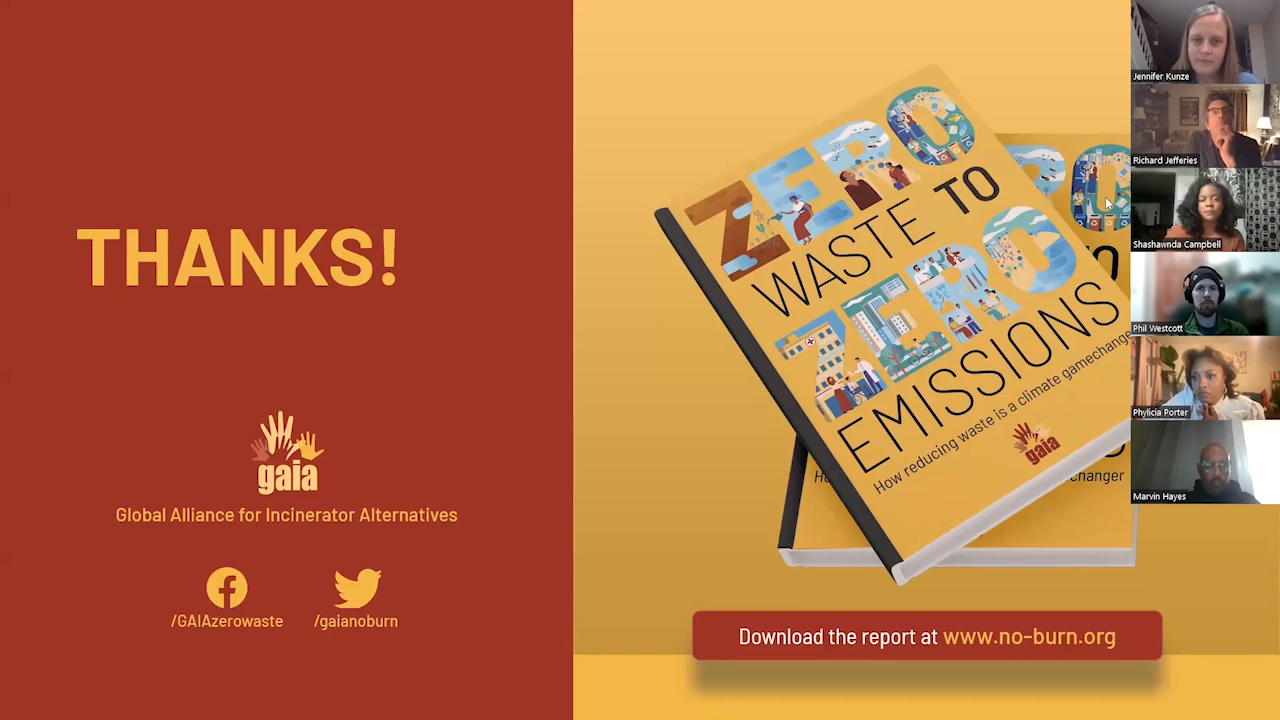 THANKS!
gaia
Global Alliance for Incinerator Alternatives
/GAIAzerowaste
/gaianoburn
ZERO
WASTE TO
ZERO
EMISSIONS
How reducing waste is a climate gamechange
gaia
changer
Download the report at www.no-burn.org
Jennifer Kunze
Richard Jefferies
Shashawnda Campbell
Phil Westcott
Phylicia Porter
Marvin Hayes